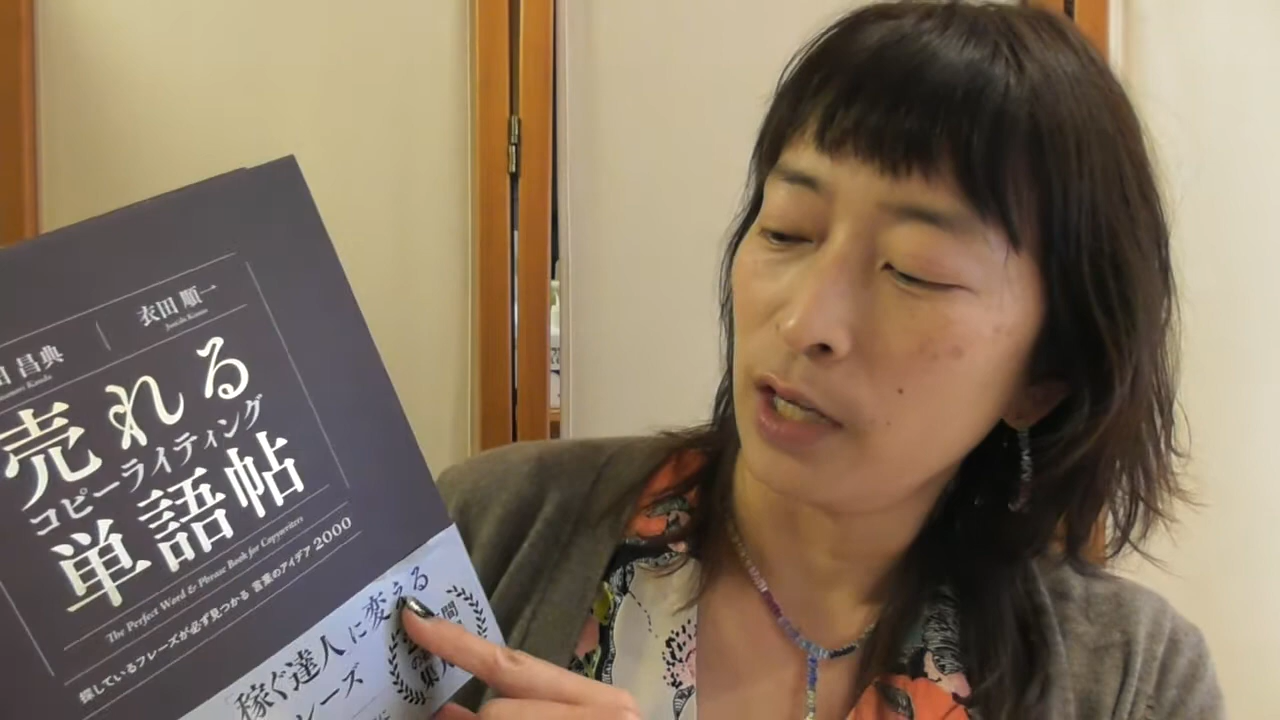 田 昌典
衣田 順一
Junichi Kinuta
売れる
コピーライティング
単語帖
The Perfect Word & Phrase Book for Copywriters
探しているフレーズが必ず見つかる 言葉のアイデア2000
稼ぐ達人に変える
レーズ